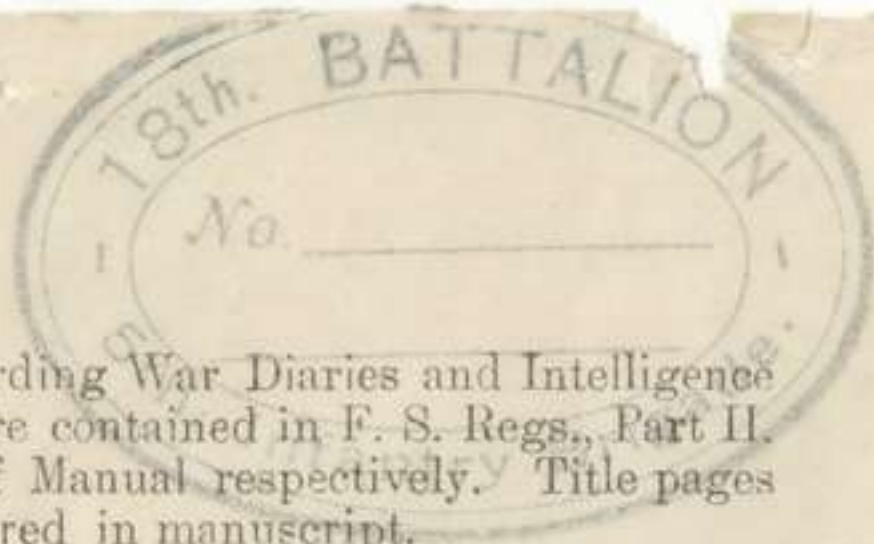 18th. BATTALION
No.
rding War Diaries and Intelligence
re contained in F. S. Regs., Part II.
f Manual respectively. Title pages
red in manuscript.